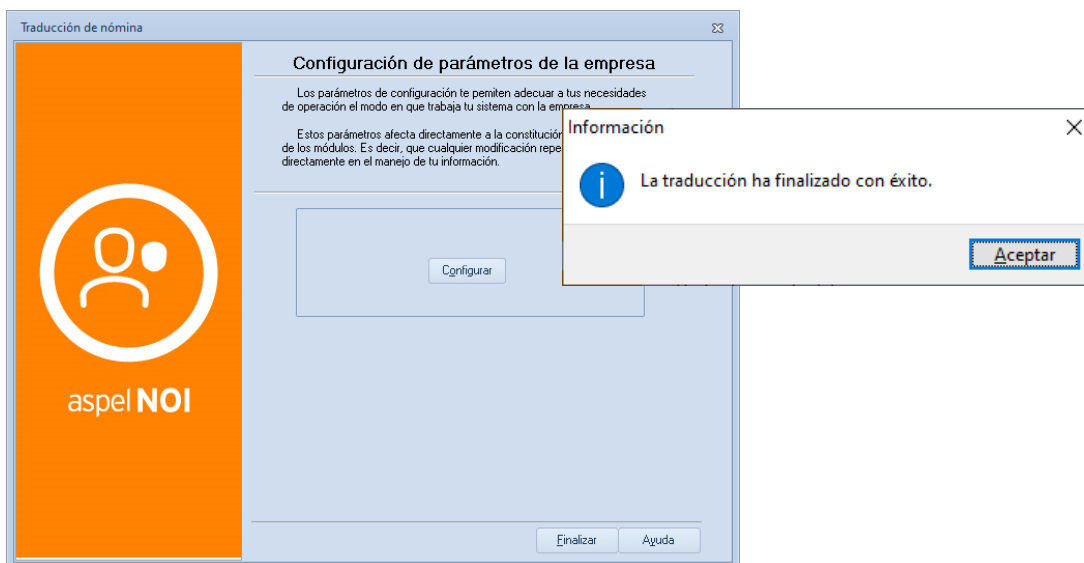 Traducción de nómina
Configuración de parámetros de la empresa
Los parámetros de configuración te pemiten adecuar a tus necesidades
de operación el modo en que trabaja tu sistema con la empresa
Estos parámetros afecta directamente a la constitución
de los módulos. Es decir, que cualquier modificación repe
directamente en el manejo de tu información.
Información
La traducción ha finalizado con éxito.
Aceptar
Configurar
aspel NOI
Finalizar
Ayuda